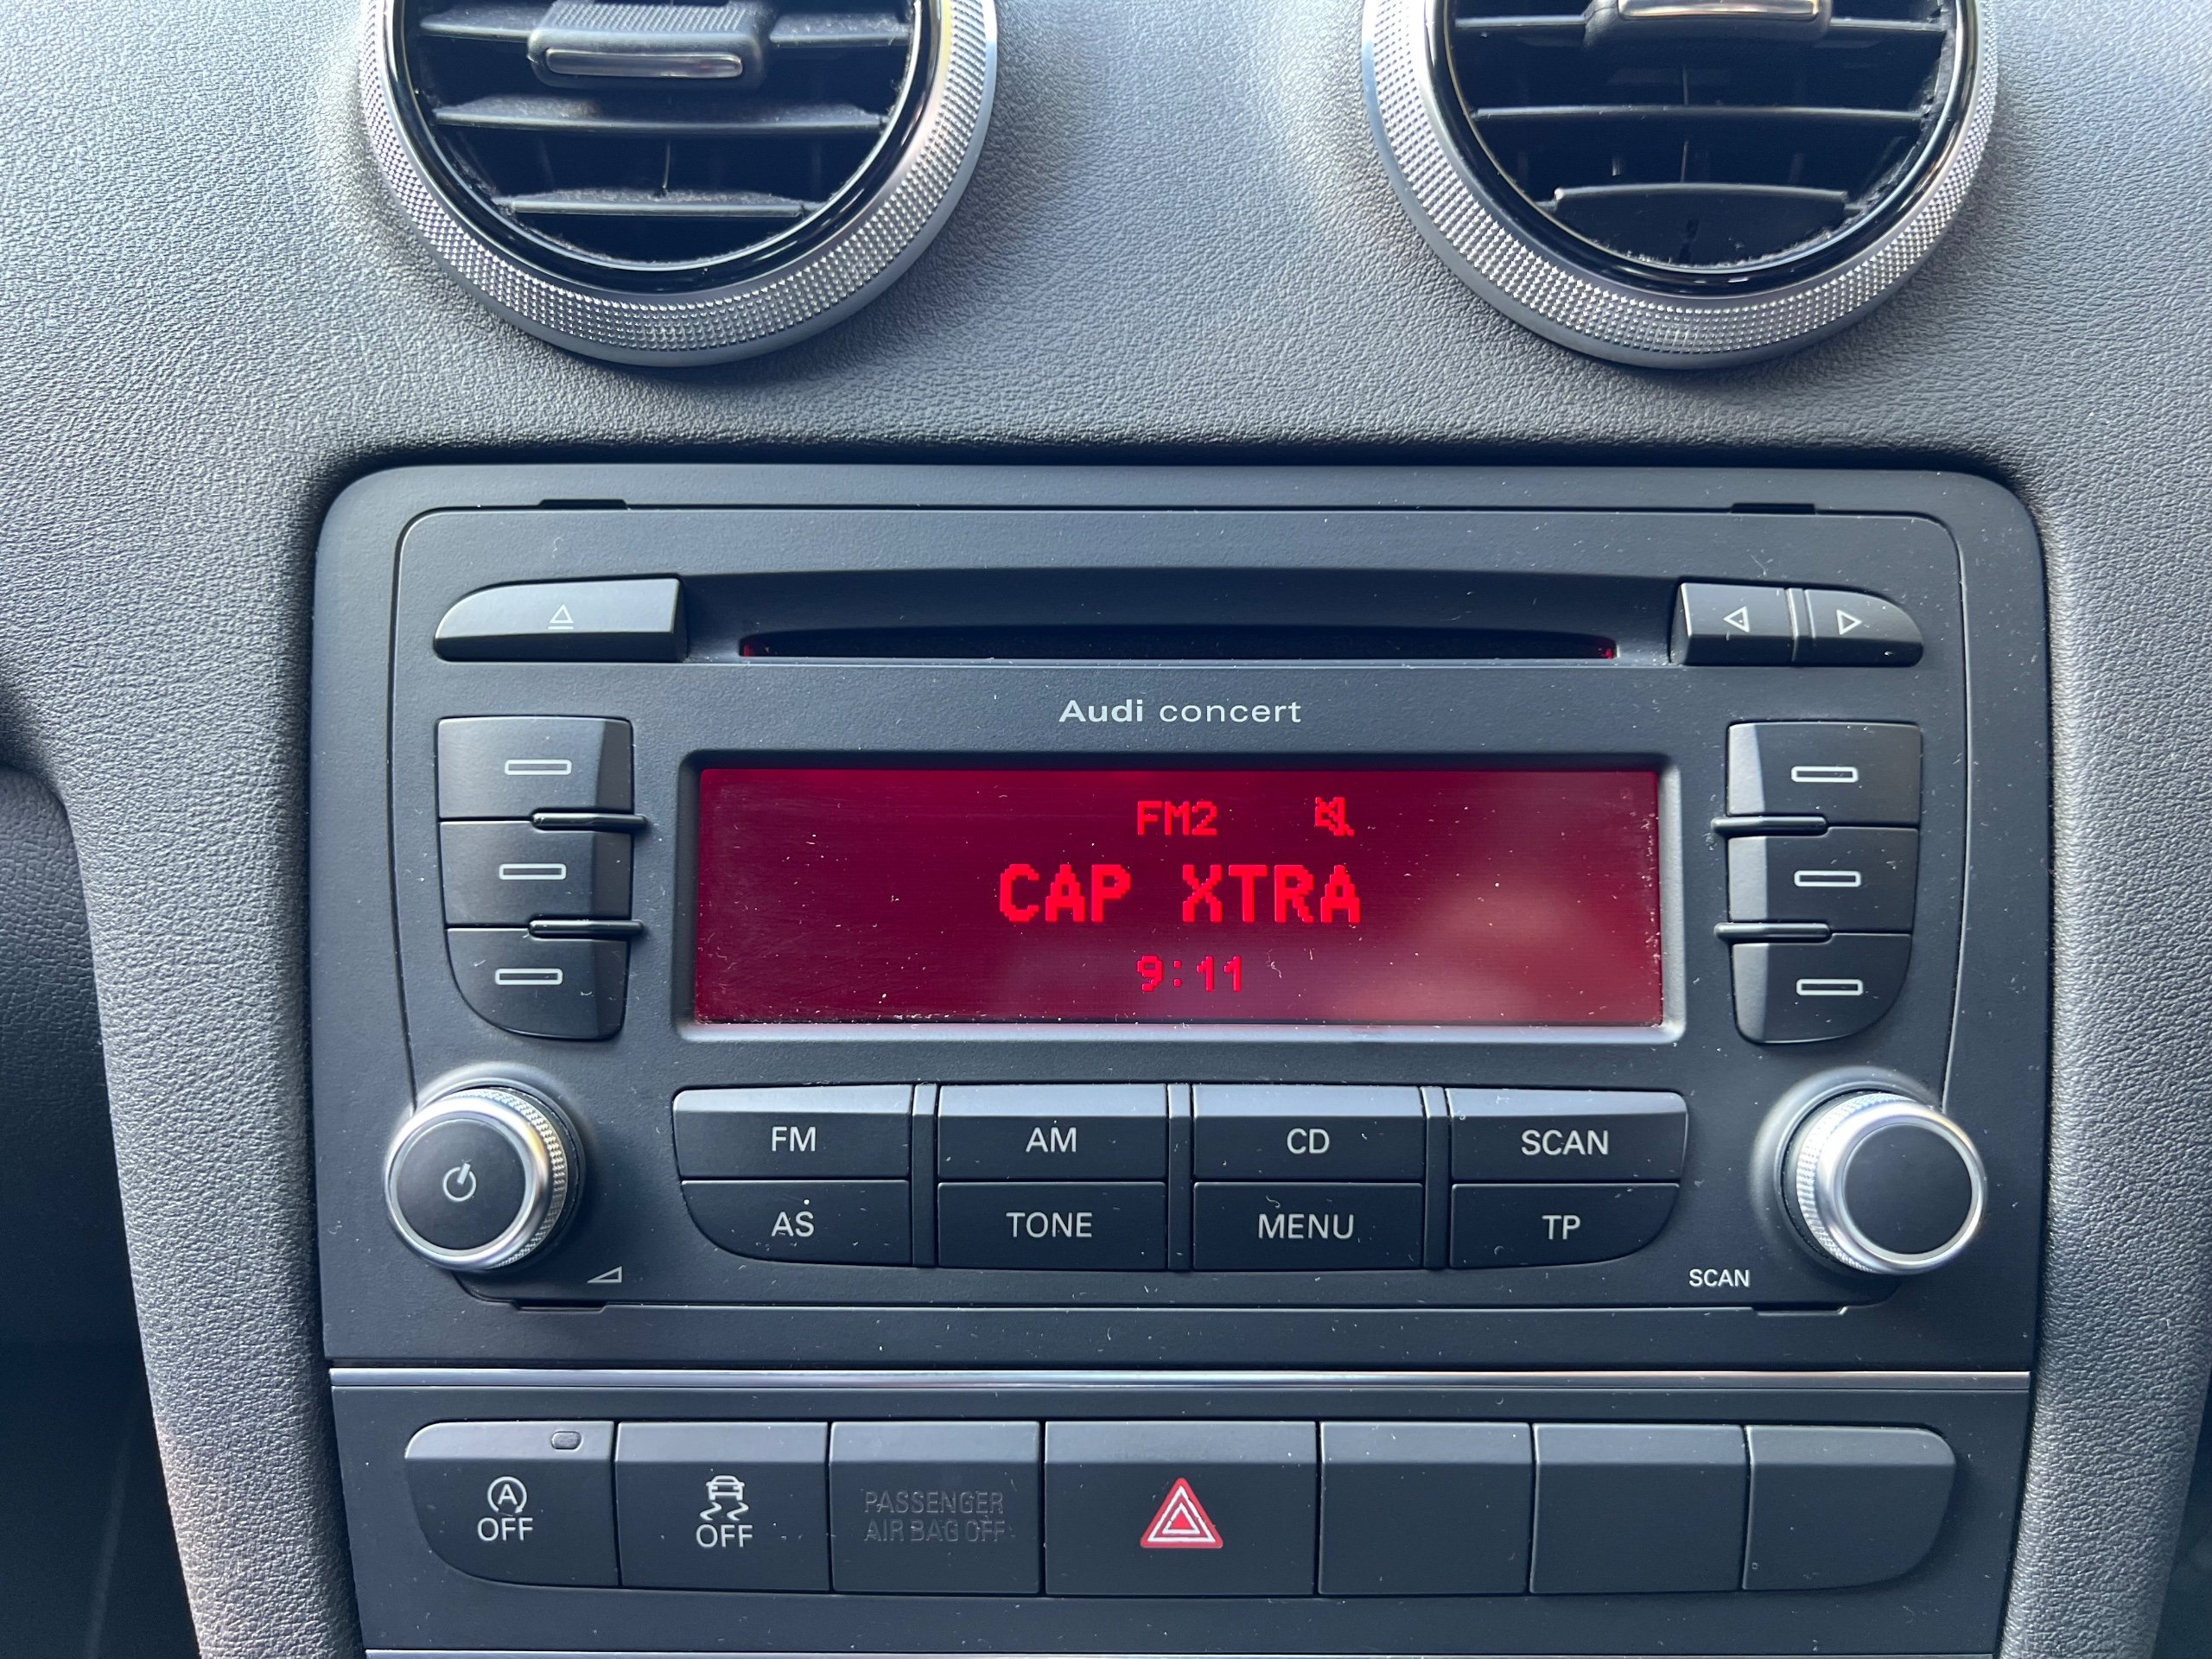 Audi concert
FM2
CAP XTRA
9:11
FM AM CD SCAN
AS TONE MENU TP
SCAN
A
OFF
OFF
PASSENGER
AIR BAG OFF